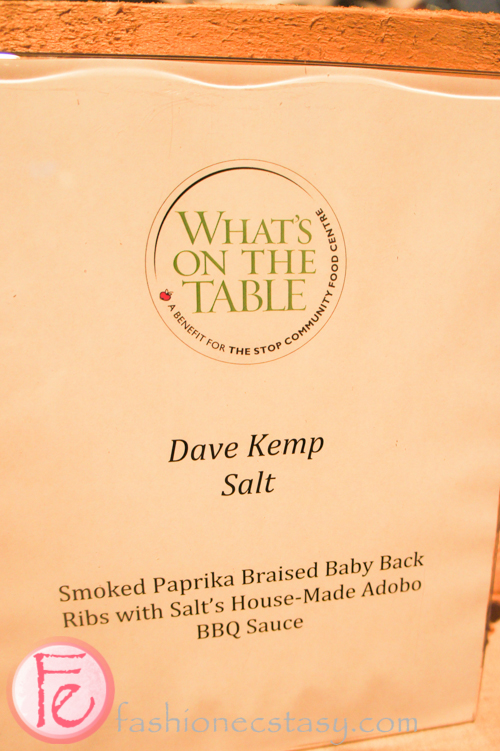 WHAT'S
ON THE
TABLE
A BENEFIT FOR THE STOP COMMUNITY FOOD CENTRE
Dave Kemp
Salt
Smoked Paprika Braised Baby Back
Ribs with Salt's House-Made Adobo
BBQ Sauce
Fe fashionecstasy.com